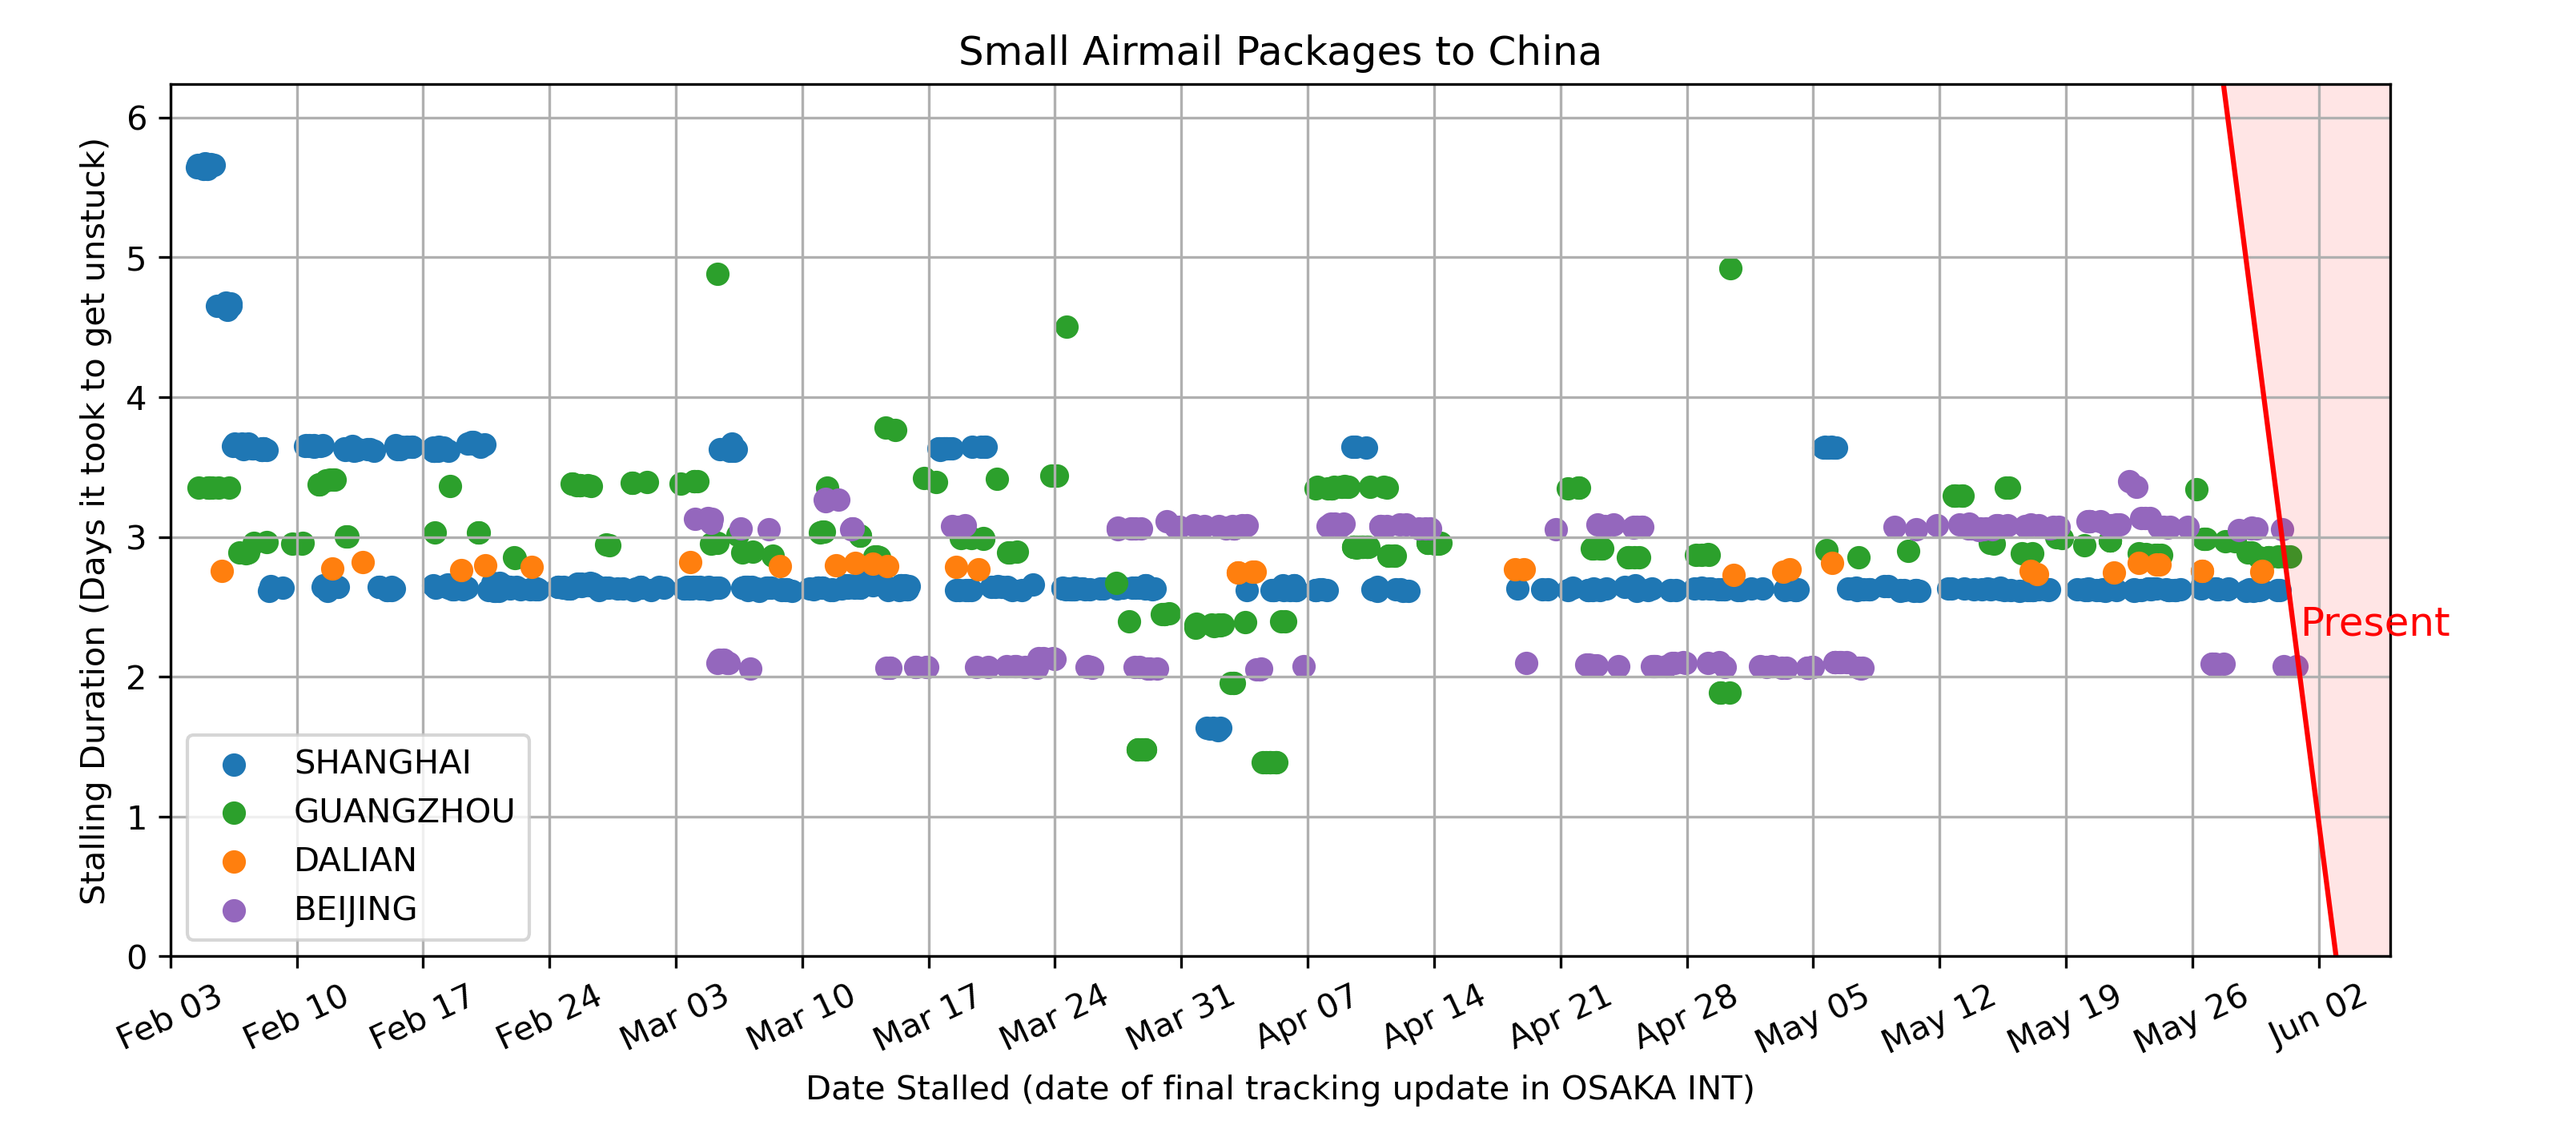 Small Airmail Packages to China
Stalling Duration (Days it took to get unstuck)
6
5
4
3
2
1
0
Present
SHANGHAI
GUANGZHOU
DALIAN
BEIJING
Feb 03
Feb 10
Feb 17
Feb 24
Mar 03
Mar 10
Mar 17
Mar 24
Mar 31
Apr 07
Apr 14
Apr 21
Apr 28
May 05
May 12
May 19
May 26
Jun 02
Date Stalled (date of final tracking update in OSAKA INT)